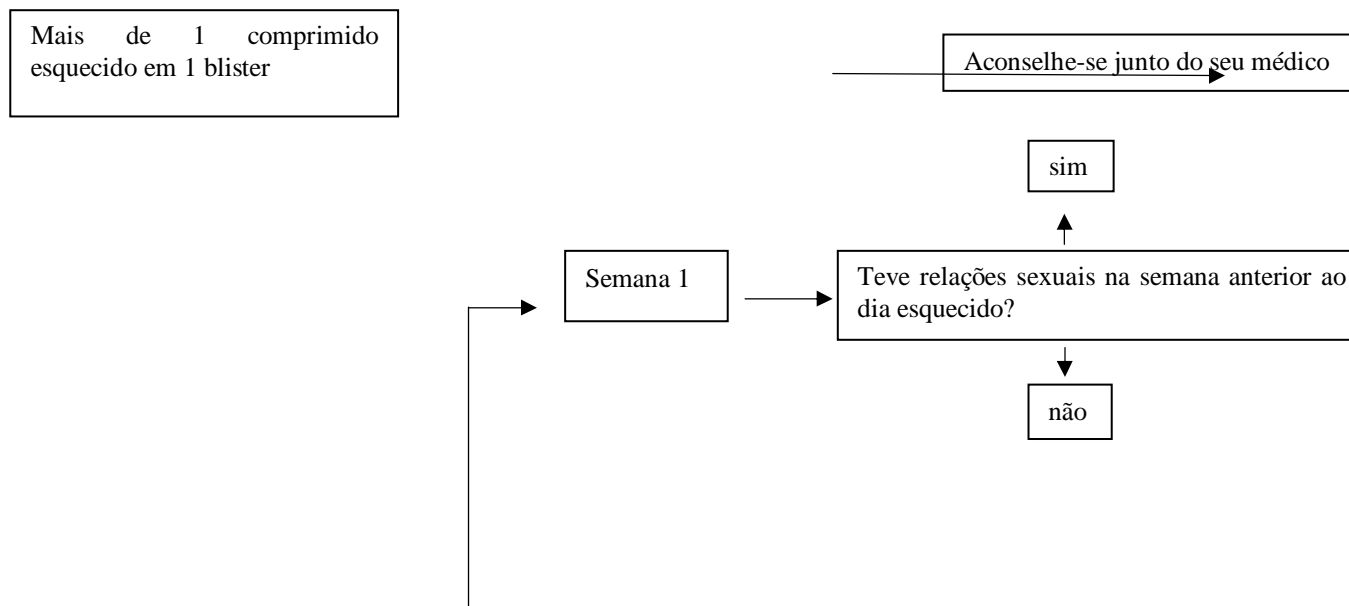 Mais de 1 comprimido
esquecido em 1 blister
Aconselhe-se junto do seu médico
sim
Semana 1
Teve relações sexuais na semana anterior ao
dia esquecido?
não